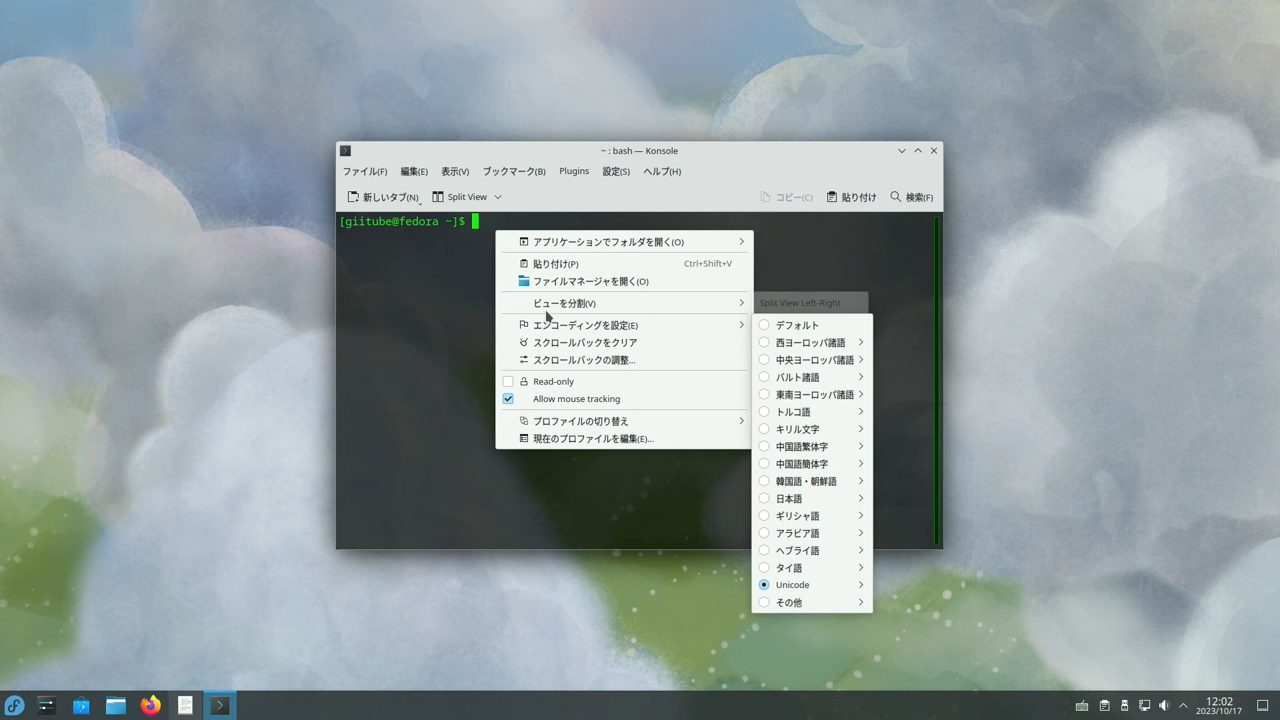 ~ : bash — Konsole
ファイル(F) 編集(E) 表示(V) ブックマーク(B) Plugins 設定(S) ヘルプ(H)
新しいタブ(N) Split View コピー(C) 貼り付け 検索(F)
[giitube@fedora ~]$
アプリケーションでフォルダを開く(O)
貼り付け(P) Ctrl+Shift+V
ファイルマネージャを開く(O)
ビューを分割(V)
Split View Left-Right
エンコーディングを設定(E)
スクロールバックをクリア
スクロールバックの調整...
Read-only
Allow mouse tracking
プロファイルの切り替え
現在のプロファイルを編集(E)...
デフォルト
西ヨーロッパ諸語
中央ヨーロッパ諸語
バルト諸語
東南ヨーロッパ諸語
トルコ語
キリル文字
中国語繁体字
中国語簡体字
韓国語・朝鮮語
日本語
ギリシャ語
アラビア語
ヘブライ語
タイ語
Unicode
その他
12:02
2023/10/17